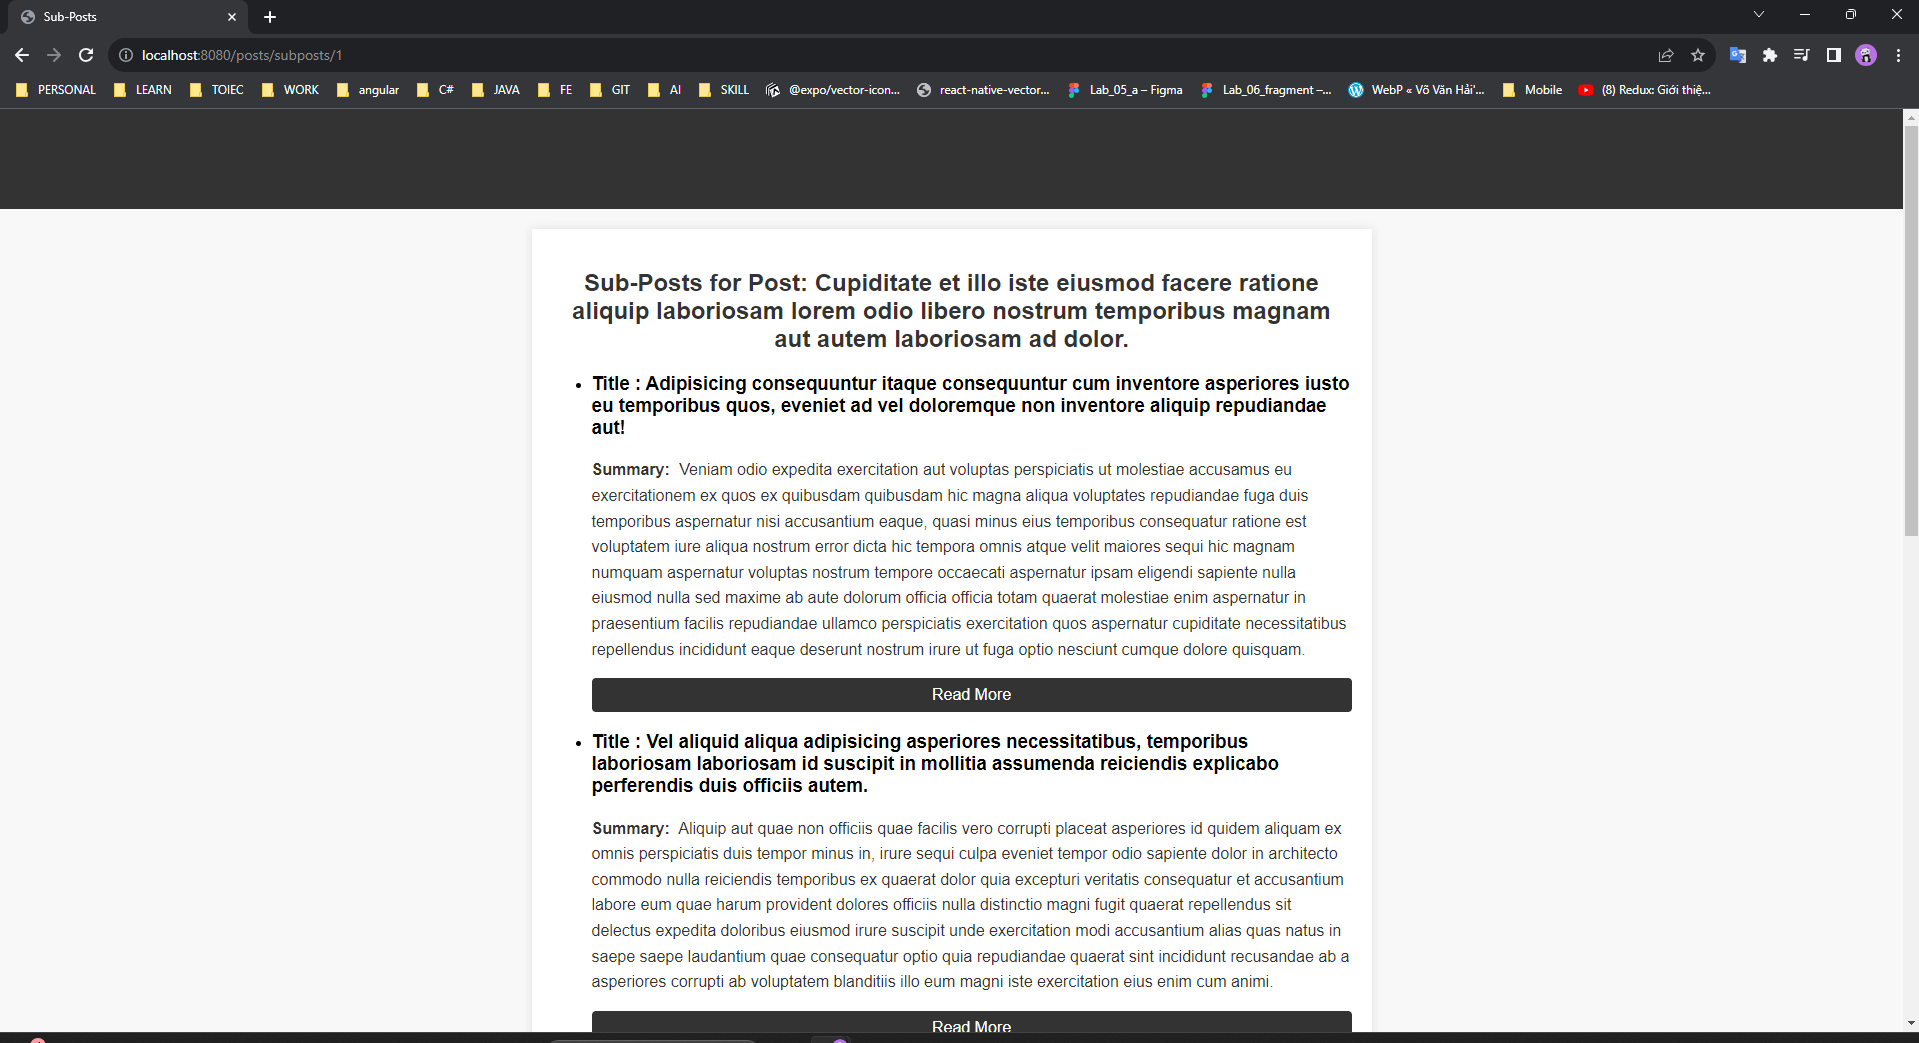 Sub-Posts
localhost:8080/posts/subposts/1
PERSONAL LEARN TOIEC WORK angular C# JAVA FE GIT AI SKILL @expo/vector-icon... react-native-vector... Lab_05_a – Figma Lab_06_fragment –... WebP « Võ Văn Hải'... Mobile (8) Redux: Giới thiệ...
Sub-Posts for Post: Cupiditate et illo iste eiusmod facere ratione
aliquip laboriosam lorem odio libero nostrum temporibus magnam
aut autem laboriosam ad dolor.
• Title : Adipisicing consequuntur itaque consequuntur cum inventore asperiores iusto
eu temporibus quos, eveniet ad vel doloremque non inventore aliquip repudiandae
aut!
Summary: Veniam odio expedita exercitation aut voluptas perspiciatis ut molestiae accusamus eu
exercitationem ex quos ex quibusdam quibusdam hic magna aliqua voluptates repudiandae fuga duis
temporibus aspernatur nisi accusantium eaque, quasi minus eius temporibus consequatur ratione est
voluptatem iure aliqua nostrum error dicta hic tempora omnis atque velit maiores sequi hic magnam
numquam aspernatur voluptas nostrum tempore occaecati aspernatur ipsam eligendi sapiente nulla
eiusmod nulla sed maxime ab aute dolorum officia officia totam quaerat molestiae enim aspernatur in
praesentium facilis repudiandae ullamco perspiciatis exercitation quos aspernatur cupiditate necessitatibus
repellendus incididunt eaque deserunt nostrum irure ut fuga optio nesciunt cumque dolore quisquam.
Read More
• Title : Vel aliquid aliqua adipisicing asperiores necessitatibus, temporibus
laboriosam laboriosam id suscipit in mollitia assumenda reiciendis explicabo
perferendis duis officiis autem.
Summary: Aliquip aut quae non officiis quae facilis vero corrupti placeat asperiores id quidem aliquam ex
omnis perspiciatis duis tempor minus in, irure sequi culpa eveniet tempor odio sapiente dolor in architecto
commodo nulla reiciendis temporibus ex quaerat dolor quia excepturi veritatis consequatur et accusantium
labore eum quae harum provident dolores officiis nulla distinctio magni fugit quaerat repellendus sit
delectus expedita doloribus eiusmod irure suscipit unde exercitation modi accusantium alias quas natus in
saepe saepe laudantium quae consequatur optio quia repudiandae quaerat sint incididunt recusandae ab a
asperiores corrupti ab voluptatem blanditiis illo eum magni iste exercitation eius enim cum animi.
Read More